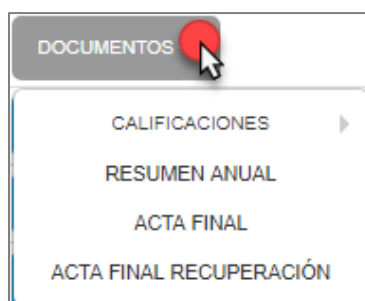 DOCUMENTOS
CALIFICACIONES
RESUMEN ANUAL
ACTA FINAL
ACTA FINAL RECUPERACIÓN